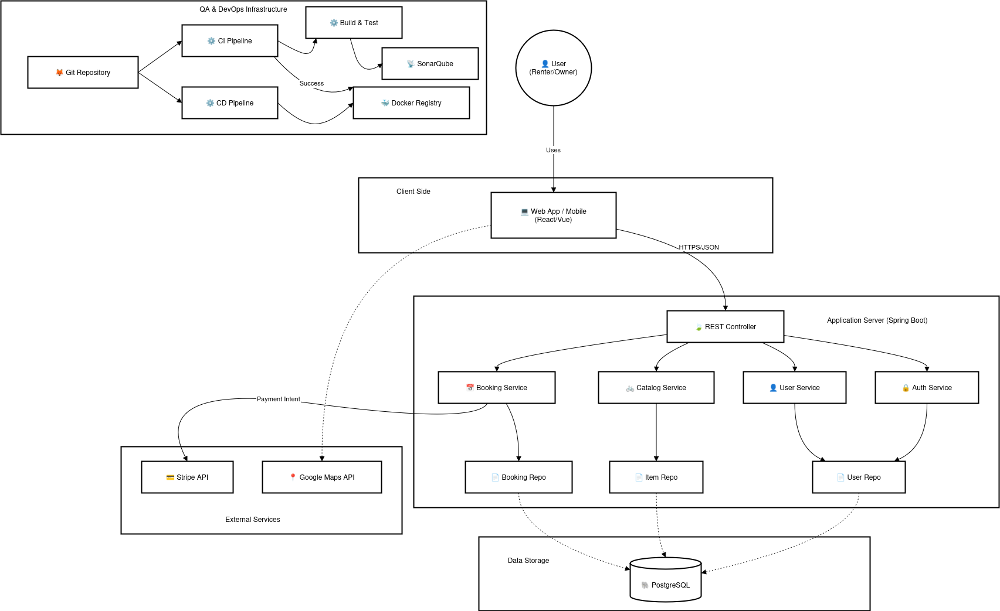 QA & DevOps Infrastructure
⚙️ Build & Test
⚙️ CI Pipeline
📡 SonarQube
🦊 Git Repository
Success
⚙️ CD Pipeline
🐳 Docker Registry
👤 User
(Renter/Owner)
Uses
Client Side
💻 Web App / Mobile
(React/Vue)
HTTPS/JSON
Application Server (Spring Boot)
🍃 REST Controller
📅 Booking Service
🚲 Catalog Service
👤 User Service
🔒 Auth Service
Payment Intent
💳 Stripe API
📍 Google Maps API
📄 Booking Repo
📄 Item Repo
📄 User Repo
External Services
Data Storage
🐘 PostgreSQL